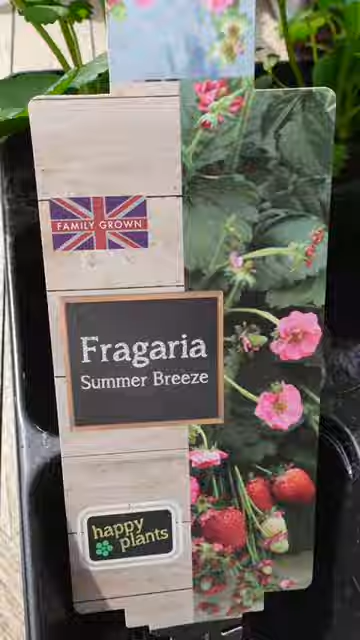 FAMILY GROWN
Fragaria
Summer Breeze
happy
plants